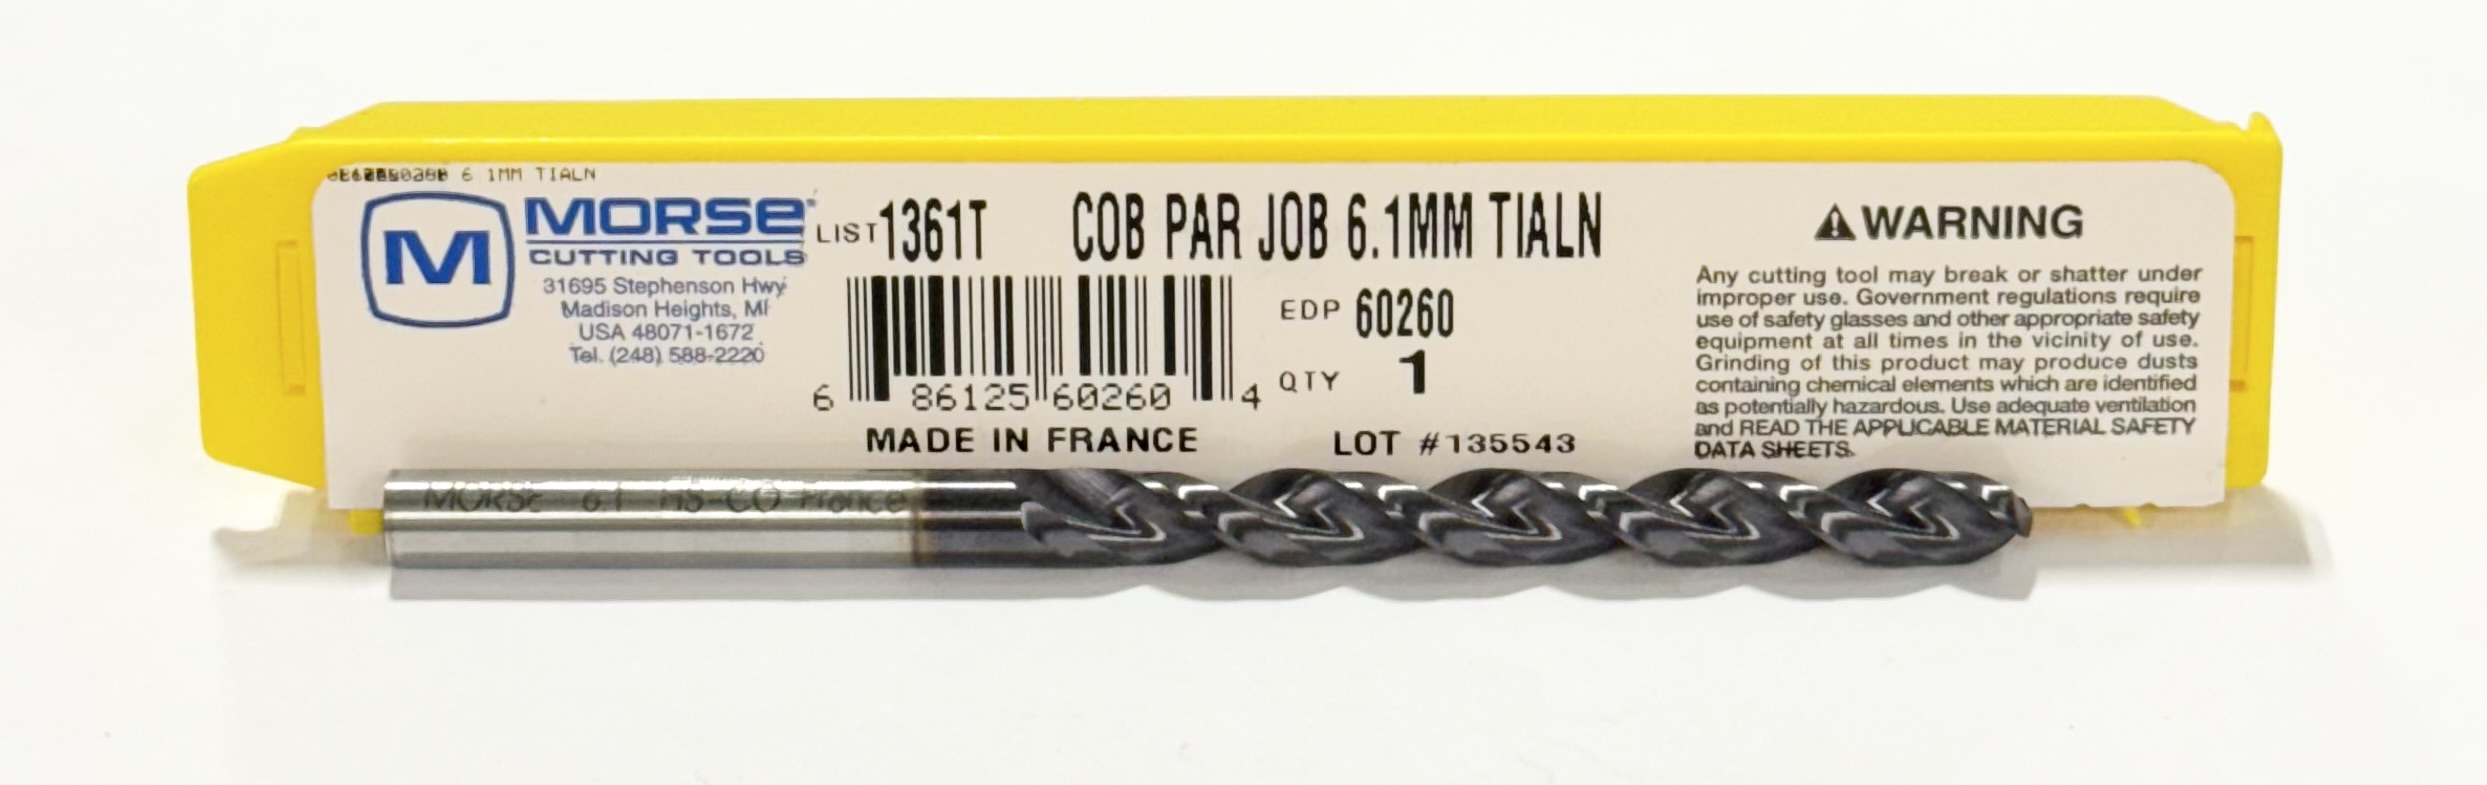 6 1MM TIALN
M
MORSE®
CUTTING TOOLS
31695 Stephenson Hwy
Madison Heights, MI
USA 48071-1672
Tel. (248) 588-2220
LIST 1361T COB PAR JOB 6.1MM TIALN
EDP 60260
QTY 1
6 86125 60260 4
MADE IN FRANCE LOT #135543
WARNING
Any cutting tool may break or shatter under
improper use. Government regulations require
use of safety glasses and other appropriate safety
equipment at all times in the vicinity of use.
Grinding of this product may produce dusts
containing chemical elements which are identified
as potentially hazardous. Use adequate ventilation
and READ THE APPLICABLE MATERIAL SAFETY
DATA SHEETS.
MORSE 6.1 HS-CO France